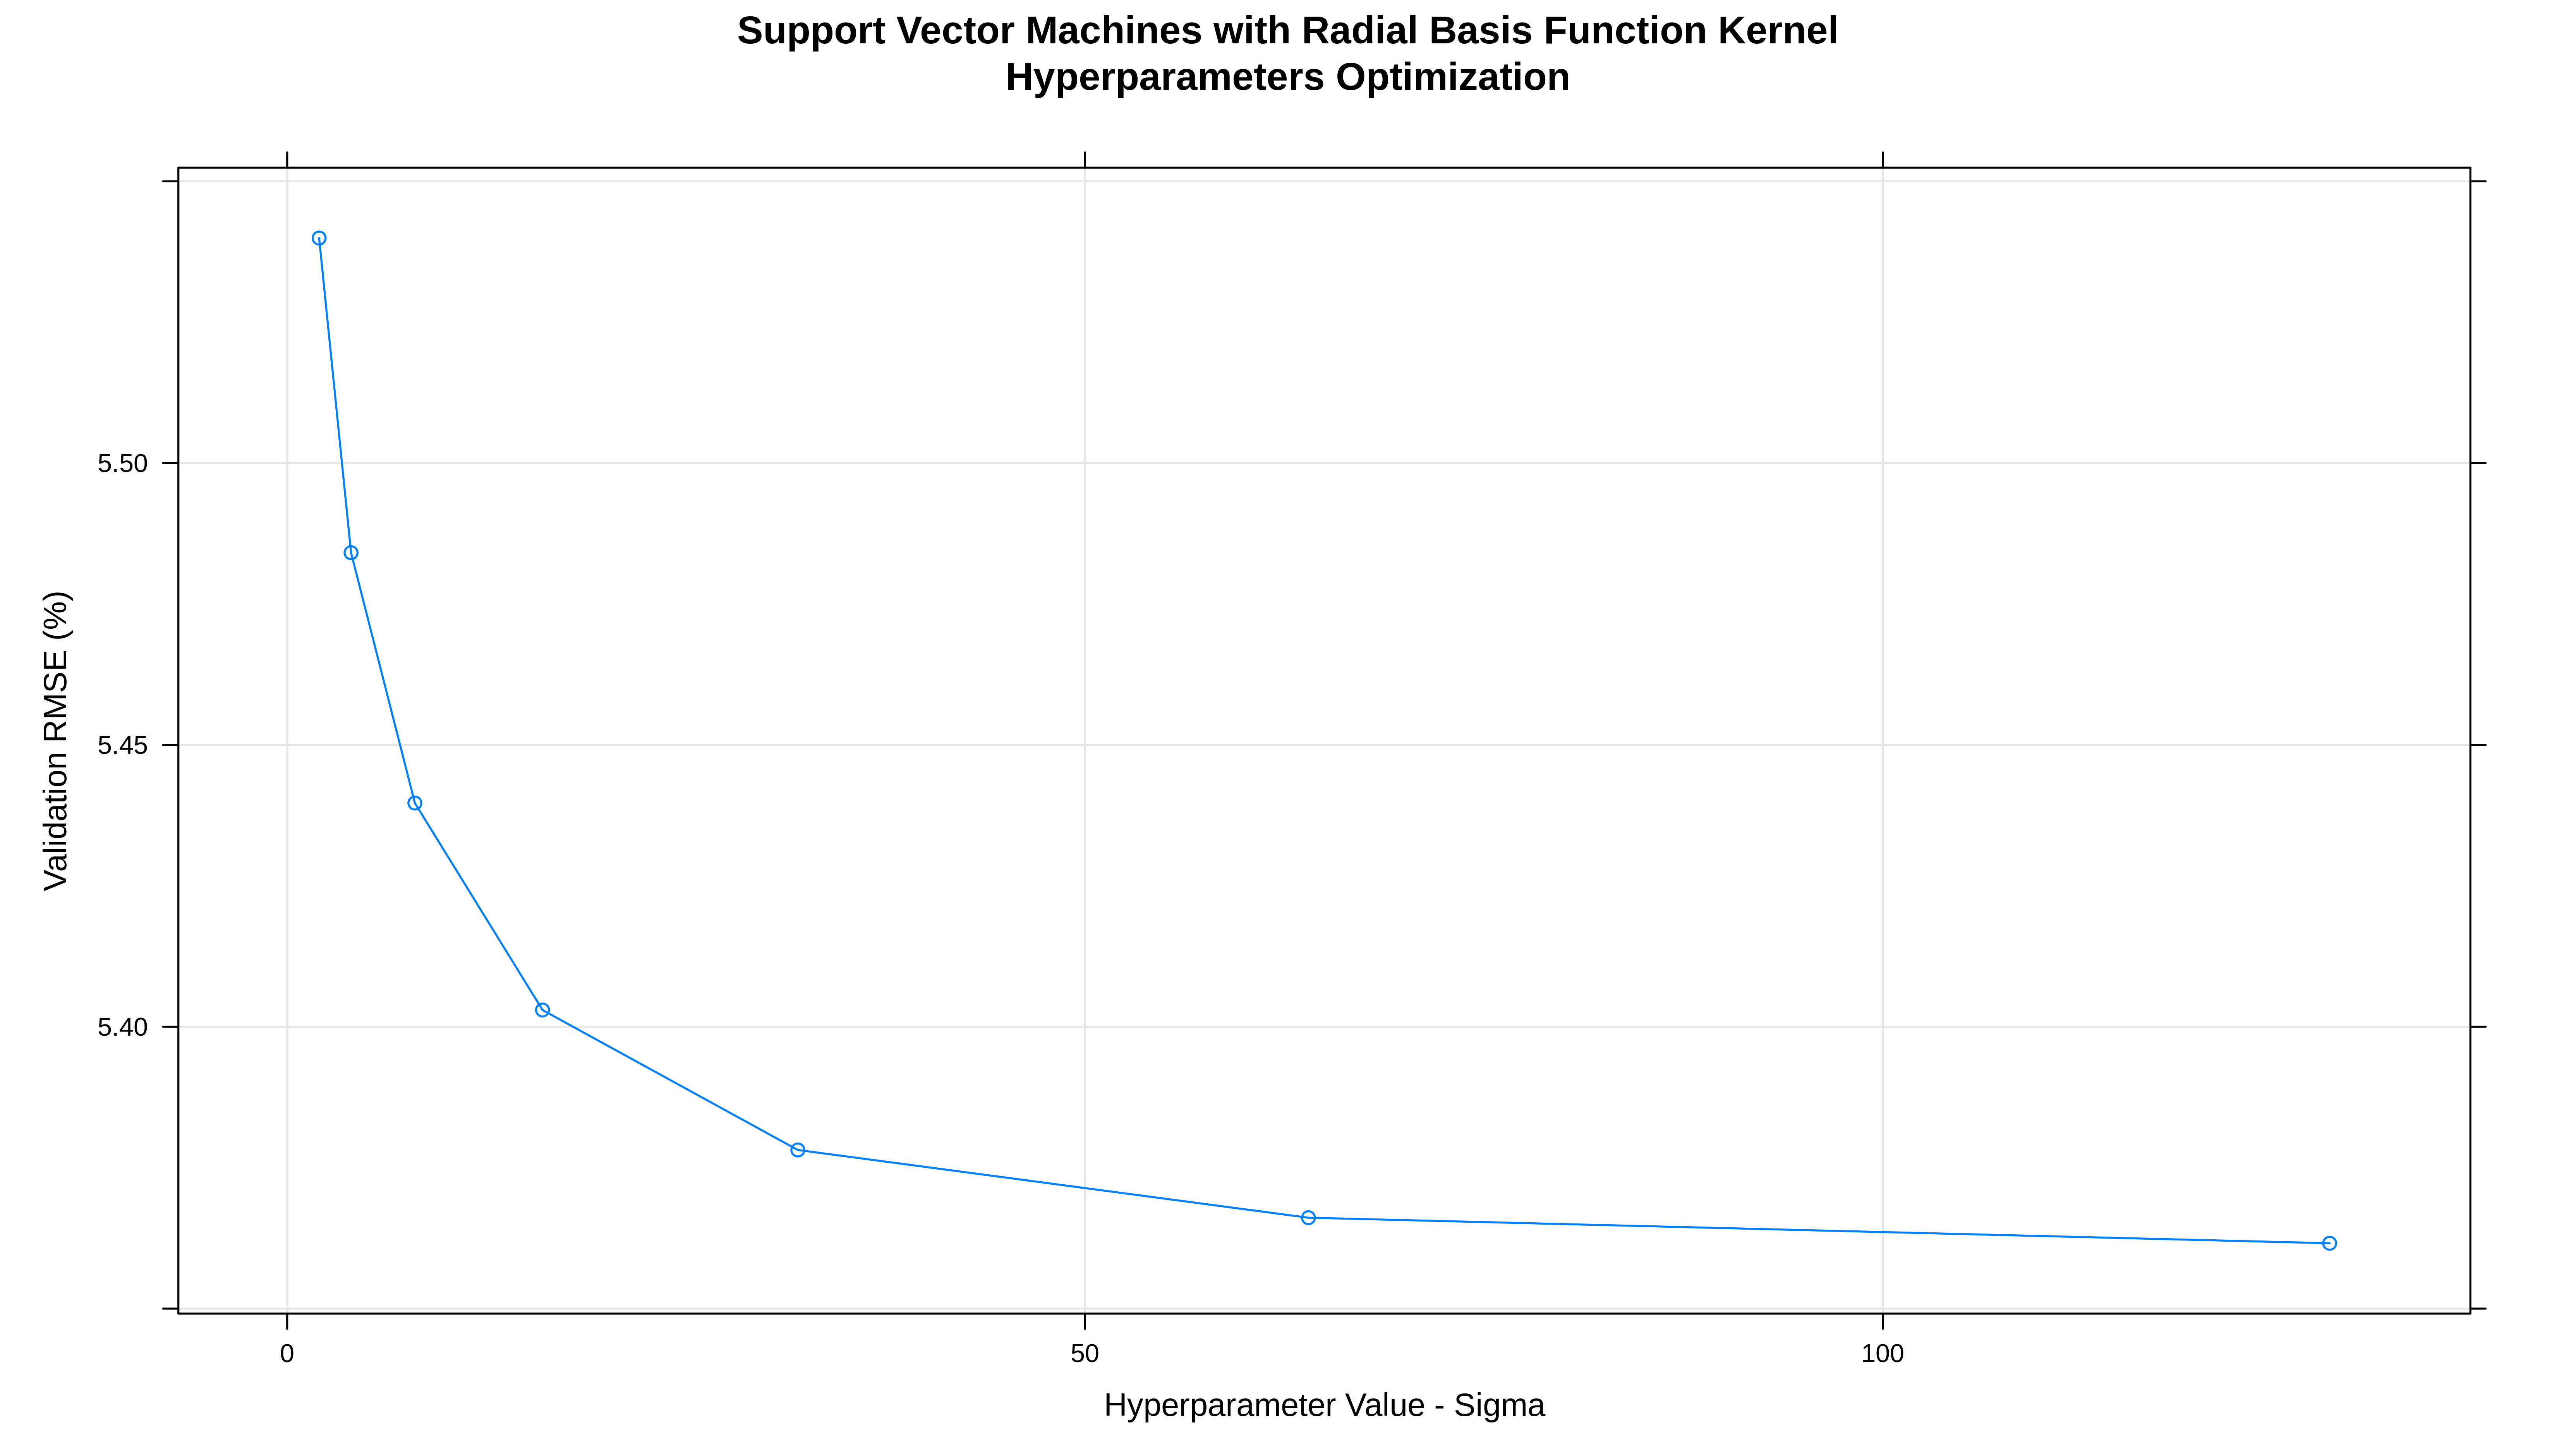 Support Vector Machines with Radial Basis Function Kernel
Hyperparameters Optimization
Validation RMSE (%)
5.50
5.45
5.40
0
50
100
Hyperparameter Value - Sigma